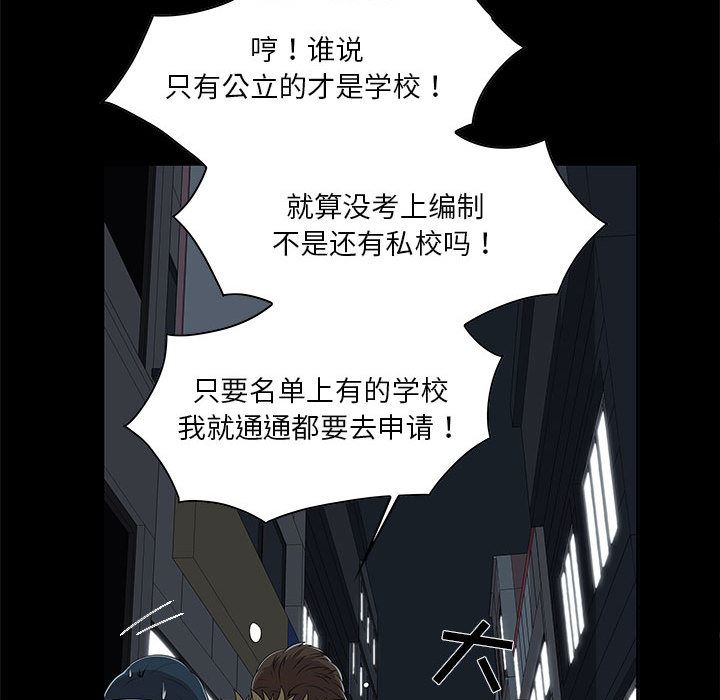 哼！谁说
只有公立的才是学校！
就算没考上编制
不是还有私校吗！
只要名单上有的学校
我就通通都要去申请！